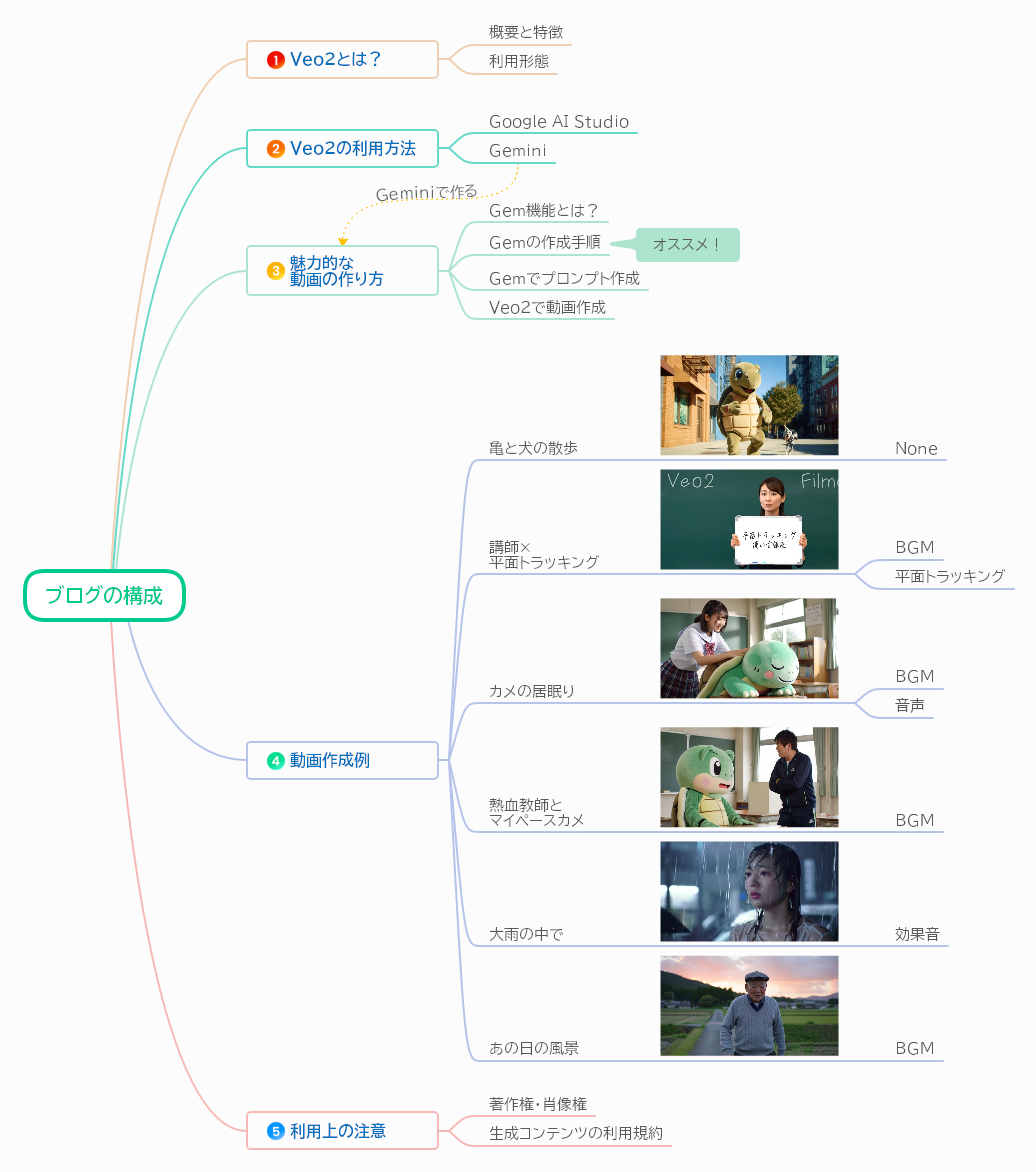 概要と特徴
1 Veo2とは？
利用形態
Google AI Studio
2 Veo2の利用方法
Gemini
Geminiで作る
Gem機能とは？
Gemの作成手順
オススメ！
3 魅力的な
動画の作り方
Gemでプロンプト作成
Veo2で動画作成
亀と犬の散歩
None
Veo2
Filmo
平面トラッキング
講師×
平面トラッキング
BGM
平面トラッキング
ブログの構成
カメの居眠り
BGM
音声
4 動画作成例
熱血教師と
マイペースカメ
BGM
大雨の中で
効果音
あの日の風景
BGM
著作権・肖像権
5 利用上の注意
生成コンテンツの利用規約